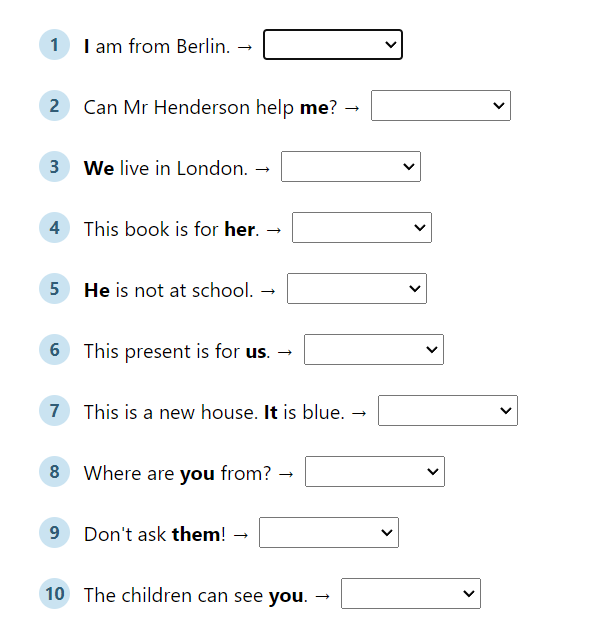 1 I am from Berlin. →
2 Can Mr Henderson help me? →
3 We live in London. →
4 This book is for her. →
5 He is not at school. →
6 This present is for us. →
7 This is a new house. It is blue. →
8 Where are you from? →
9 Don't ask them! →
10 The children can see you. →